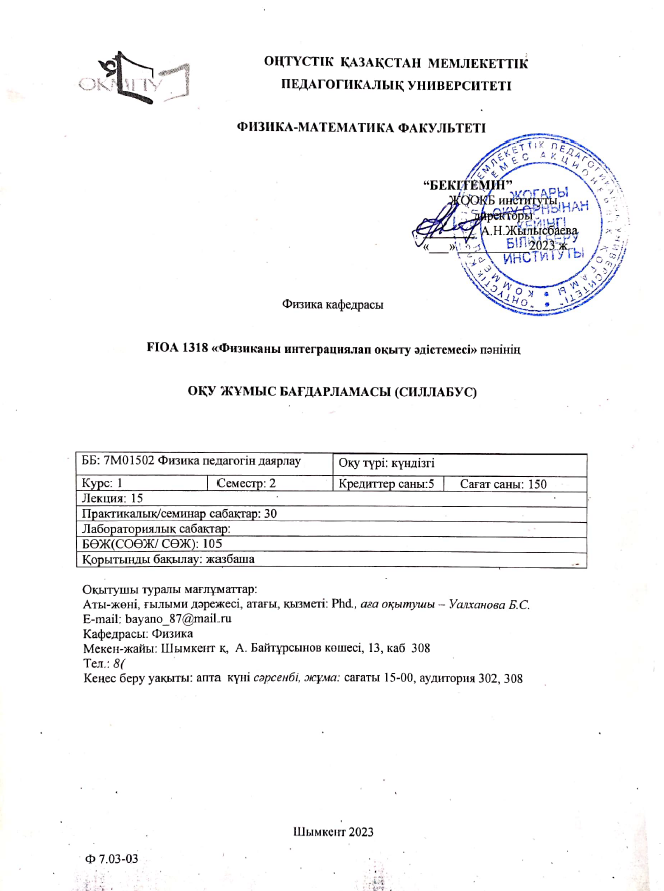 ОҚМПУ
ОҢТҮСТІК ҚАЗАҚСТАН МЕМЛЕКЕТТІК
ПЕДАГОГИКАЛЫҚ УНИВЕРСИТЕТІ
ФИЗИКА-МАТЕМАТИКА ФАКУЛЬТЕТІ
“БЕКІТЕМІН”
ЖООКБ институты
директоры
А.Н.Жылысбаева
«___» 2023 ж.
ЖОҒАРЫ
ОҚУ ОРНЫНАН
КЕЙІНГІ
БІЛІМ БЕРУ
ИНСТИТУТЫ
Физика кафедрасы
FIOA 1318 «Физиканы интеграциялап оқыту әдістемесі» пәнінің
ОҚУ ЖҰМЫС БАҒДАРЛАМАСЫ (СИЛЛАБУС)
ББ: 7М01502 Физика педагогін даярлау Оқу түрі: күндізгі
Курс: 1 Семестр: 2 Кредиттер саны:5 Сағат саны: 150
Лекция: 15
Практикалық/семинар сабақтар: 30
Лабораториялық сабақтар:
БӨЖ(СОӨЖ/ СӨЖ): 105
Қорытынды бақылау: жазбаша
Оқытушы туралы мағлұматтар:
Аты-жөні, ғылыми дәрежесі, атағы, қызметі: Phd., аға оқытушы – Уалханова Б.С.
E-mail: bayano_87@mail.ru
Кафедрасы: Физика
Мекен-жайы: Шымкент қ, А. Байтұрсынов көшесі, 13, каб 308
Тел.: 8(
Кеңес беру уақыты: апта күні сәрсенбі, жұма: сағаты 15-00, аудитория 302, 308
Шымкент 2023
Ф 7.03-03